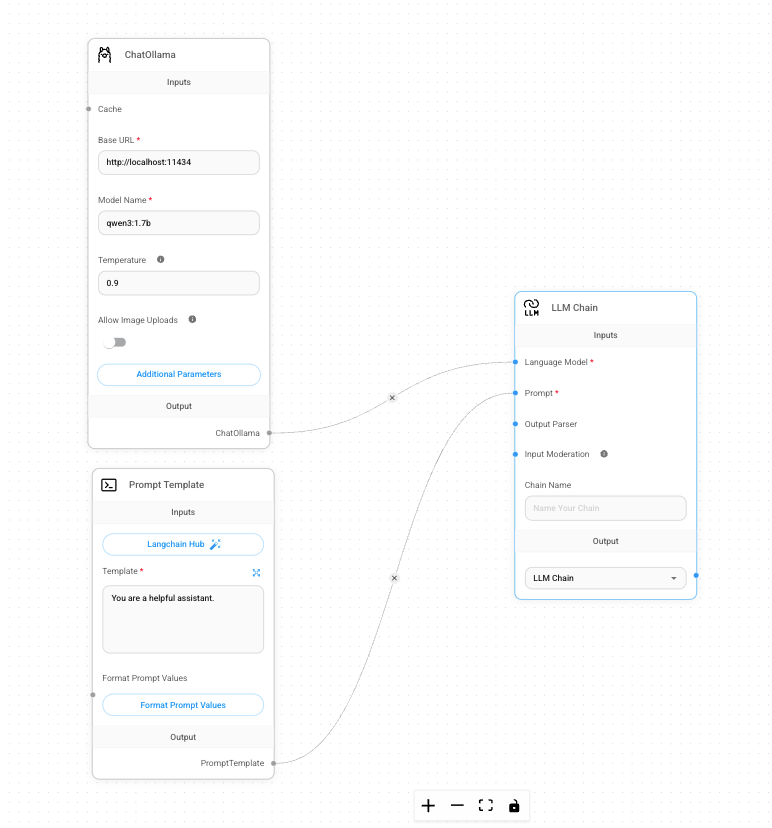 ChatOllama
Inputs
Cache
Base URL *
http://localhost:11434
Model Name *
qwen3:1.7b
Temperature
0.9
Allow Image Uploads
Additional Parameters
Output
ChatOllama
Prompt Template
Inputs
Langchain Hub
Template *
You are a helpful assistant.
Format Prompt Values
Format Prompt Values
Output
PromptTemplate
LLM
LLM Chain
Inputs
Language Model *
Prompt *
Output Parser
Input Moderation
Chain Name
Name Your Chain
Output
LLM Chain